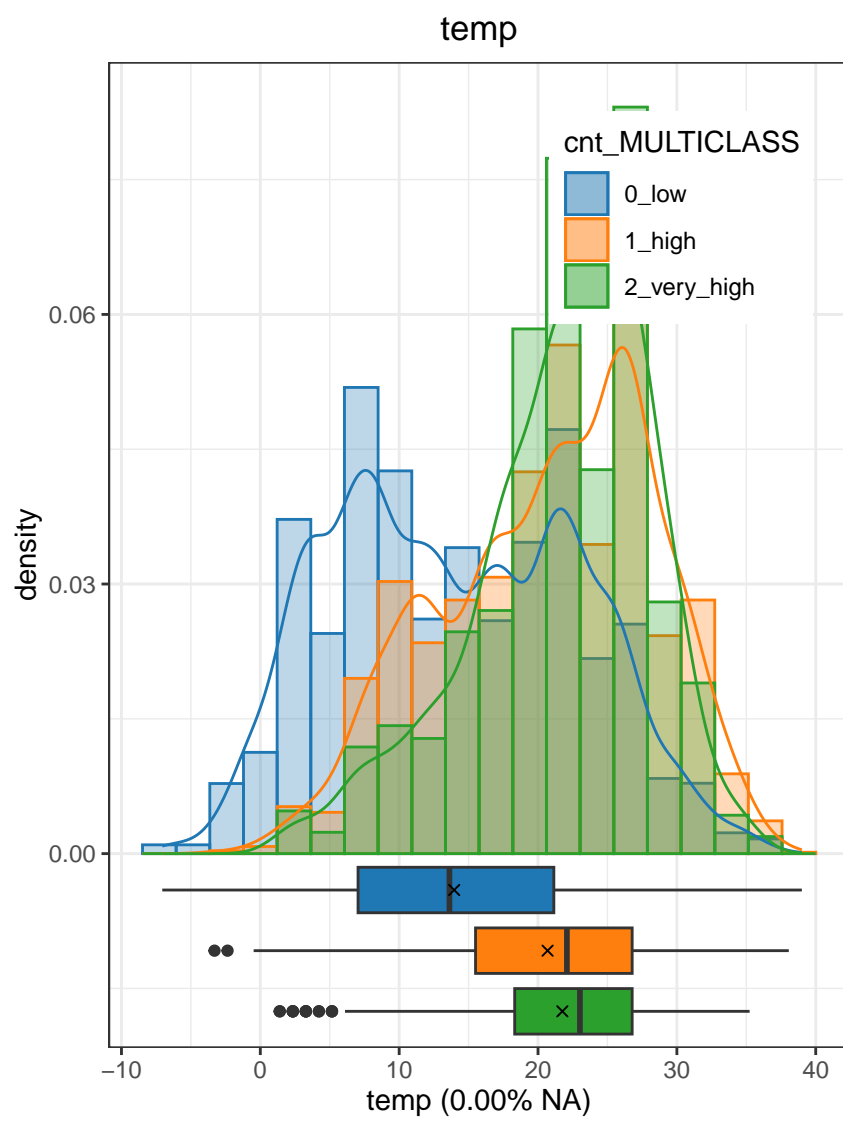 temp
cnt_MULTICLASS
0_low
1_high
2_very_high
0.06
0.03
0.00
density
−10 0 10 20 30 40
temp (0.00% NA)